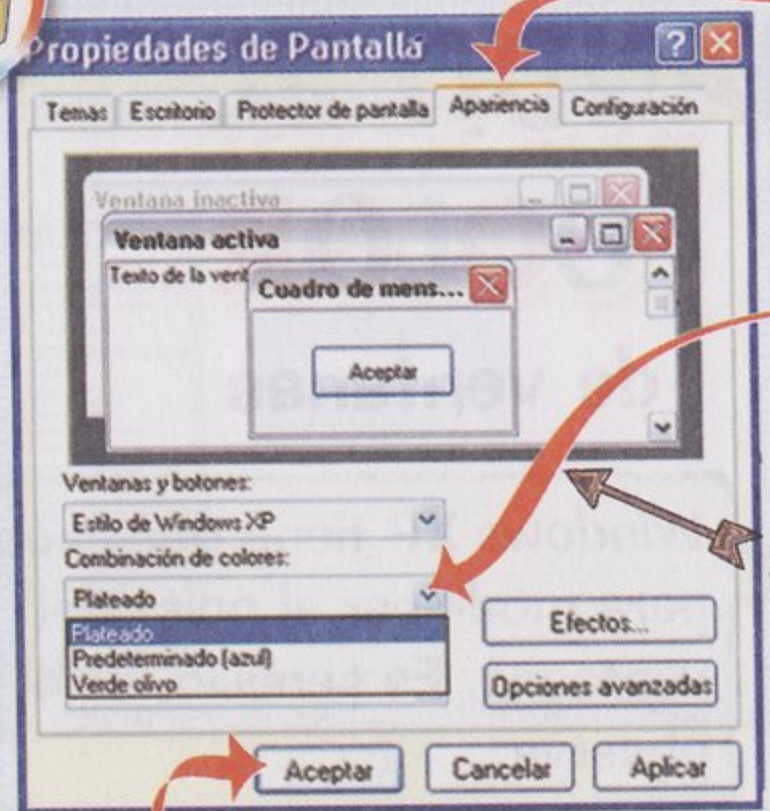 Propiedades de Pantalla
Temas Escritorio Protector de pantalla Apariencia Configuración
Ventana inactiva
Ventana activa
Texto de la vent
Cuadro de mens...
Aceptar
Ventanas y botones:
Estilo de Windows XP
Combinación de colores:
Plateado
Plateado
Predeterminado (azul)
Verde olivo
Efectos...
Opciones avanzadas
Aceptar Cancelar Aplicar